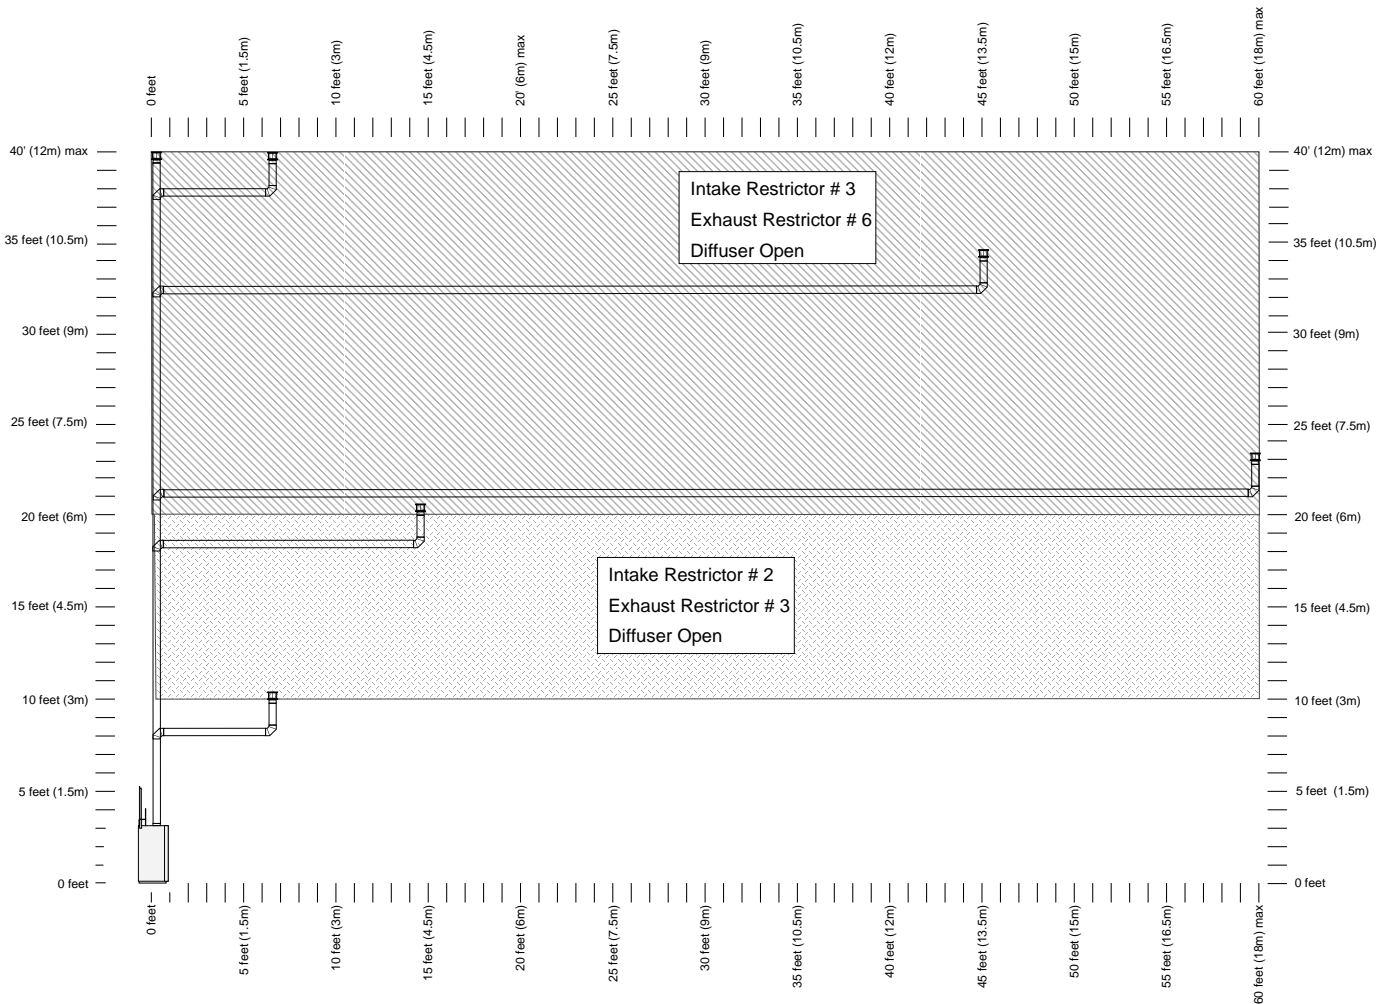 0 feet
5 feet (1.5m)
10 feet (3m)
15 feet (4.5m)
20' (6m) max
25 feet (7.5m)
30 feet (9m)
35 feet (10.5m)
40 feet (12m)
45 feet (13.5m)
50 feet (15m)
55 feet (16.5m)
60 feet (18m) max
40' (12m) max
35 feet (10.5m)
30 feet (9m)
25 feet (7.5m)
20 feet (6m)
15 feet (4.5m)
10 feet (3m)
5 feet (1.5m)
0 feet
Intake Restrictor # 3
Exhaust Restrictor # 6
Diffuser Open
Intake Restrictor # 2
Exhaust Restrictor # 3
Diffuser Open
40' (12m) max
35 feet (10.5m)
30 feet (9m)
25 feet (7.5m)
20 feet (6m)
15 feet (4.5m)
10 feet (3m)
5 feet (1.5m)
0 feet
0 feet
5 feet (1.5m)
10 feet (3m)
15 feet (4.5m)
20 feet (6m)
25 feet (7.5m)
30 feet (9m)
35 feet (10.5m)
40 feet (12m)
45 feet (13.5m)
50 feet (15m)
55 feet (16.5m)
60 feet (18m) max